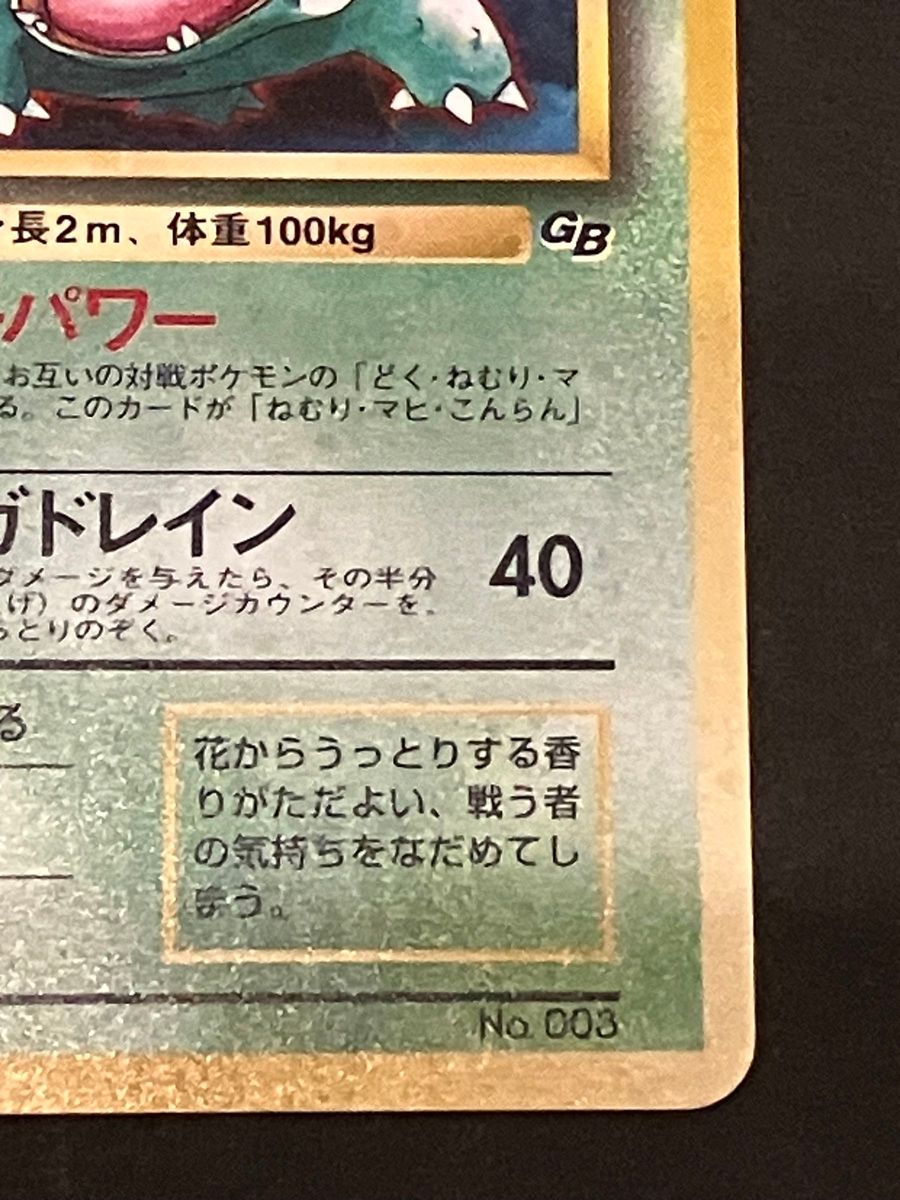 長2m、体重100kg
GB
パワー
お互いの対戦ポケモンの「どく・ねむり・マ
る。このカードが「ねむり・マヒ・こんらん」
ガドレイン
40
ダメージを与えたら、その半分
げ)のダメージカウンターを、
っとりのぞく。
る
花からうっとりする香
りがただよい、戦う者
の気持ちをなだめてし
まう。
No. 003